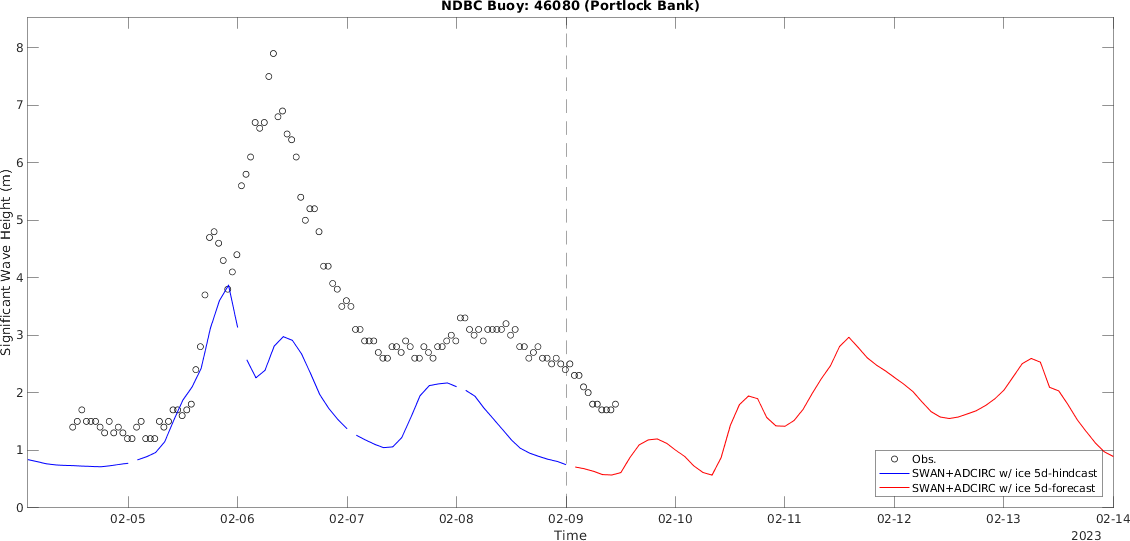 NDBC Buoy: 46080 (Portlock Bank)
8
7
6
5
4
3
2
1
0
Significant Wave Height (m)
Obs.
SWAN+ADCIRC w/ ice 5d-hindcast
SWAN+ADCIRC w/ ice 5d-forecast
02-05 02-06 02-07 02-08 02-09 02-10 02-11 02-12 02-13 02-14
Time
2023